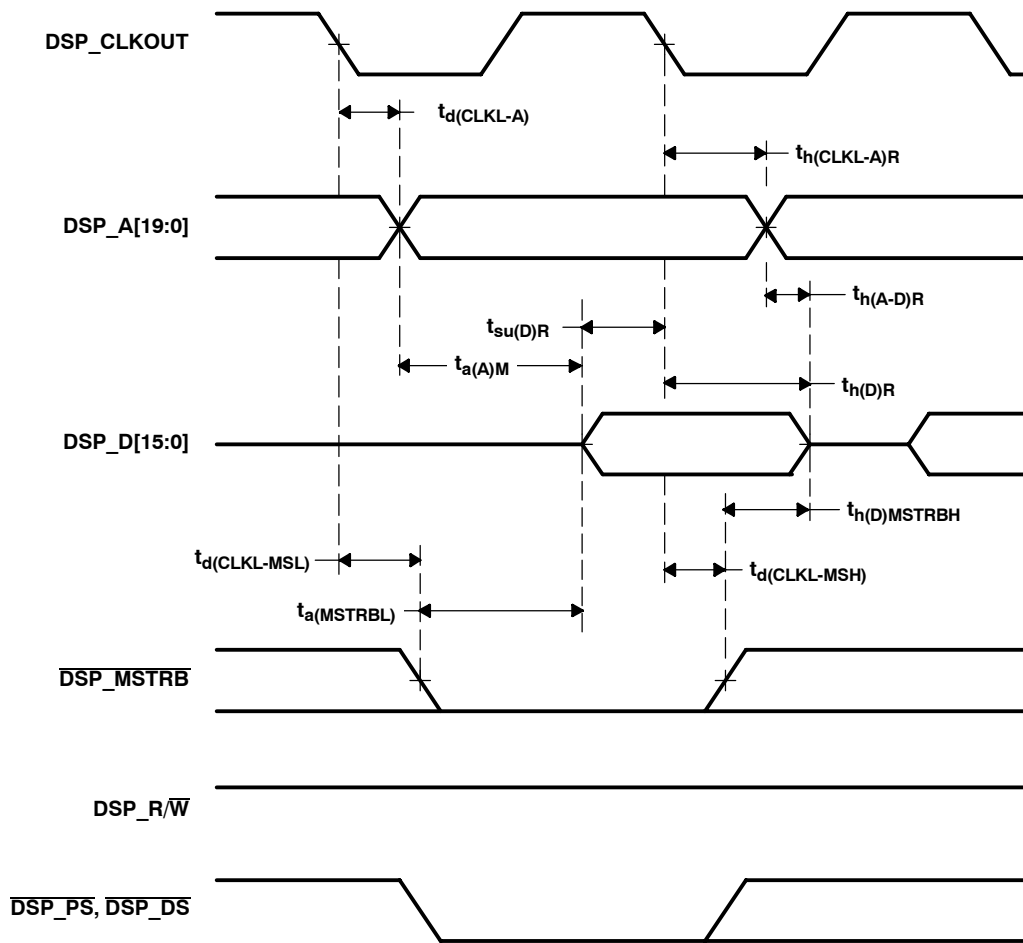 DSP_CLKOUT
td(CLKL-A)
th(CLKL-A)R
DSP_A[19:0]
th(A-D)R
tsu(D)R
ta(A)M
th(D)R
DSP_D[15:0]
th(D)MSTRBH
td(CLKL-MSL)
td(CLKL-MSH)
ta(MSTRBL)
DSP_MSTRB
DSP_R/W
DSP_PS, DSP_DS